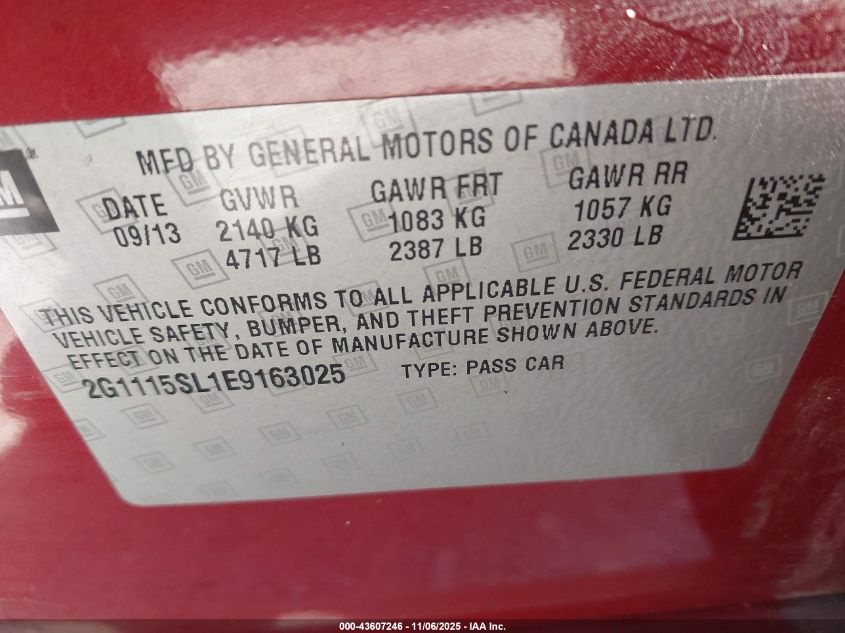 GM
MFD BY GENERAL MOTORS OF CANADA LTD.
DATE GVWR GAWR FRT GAWR RR
09/13 2140 KG 1083 KG 1057 KG
4717 LB 2387 LB 2330 LB
THIS VEHICLE CONFORMS TO ALL APPLICABLE U.S. FEDERAL MOTOR
VEHICLE SAFETY, BUMPER, AND THEFT PREVENTION STANDARDS IN
EFFECT ON THE DATE OF MANUFACTURE SHOWN ABOVE.
2G1115SL1E9163025 TYPE: PASS CAR
000-43607246 - 11/06/2025 - IAA Inc.